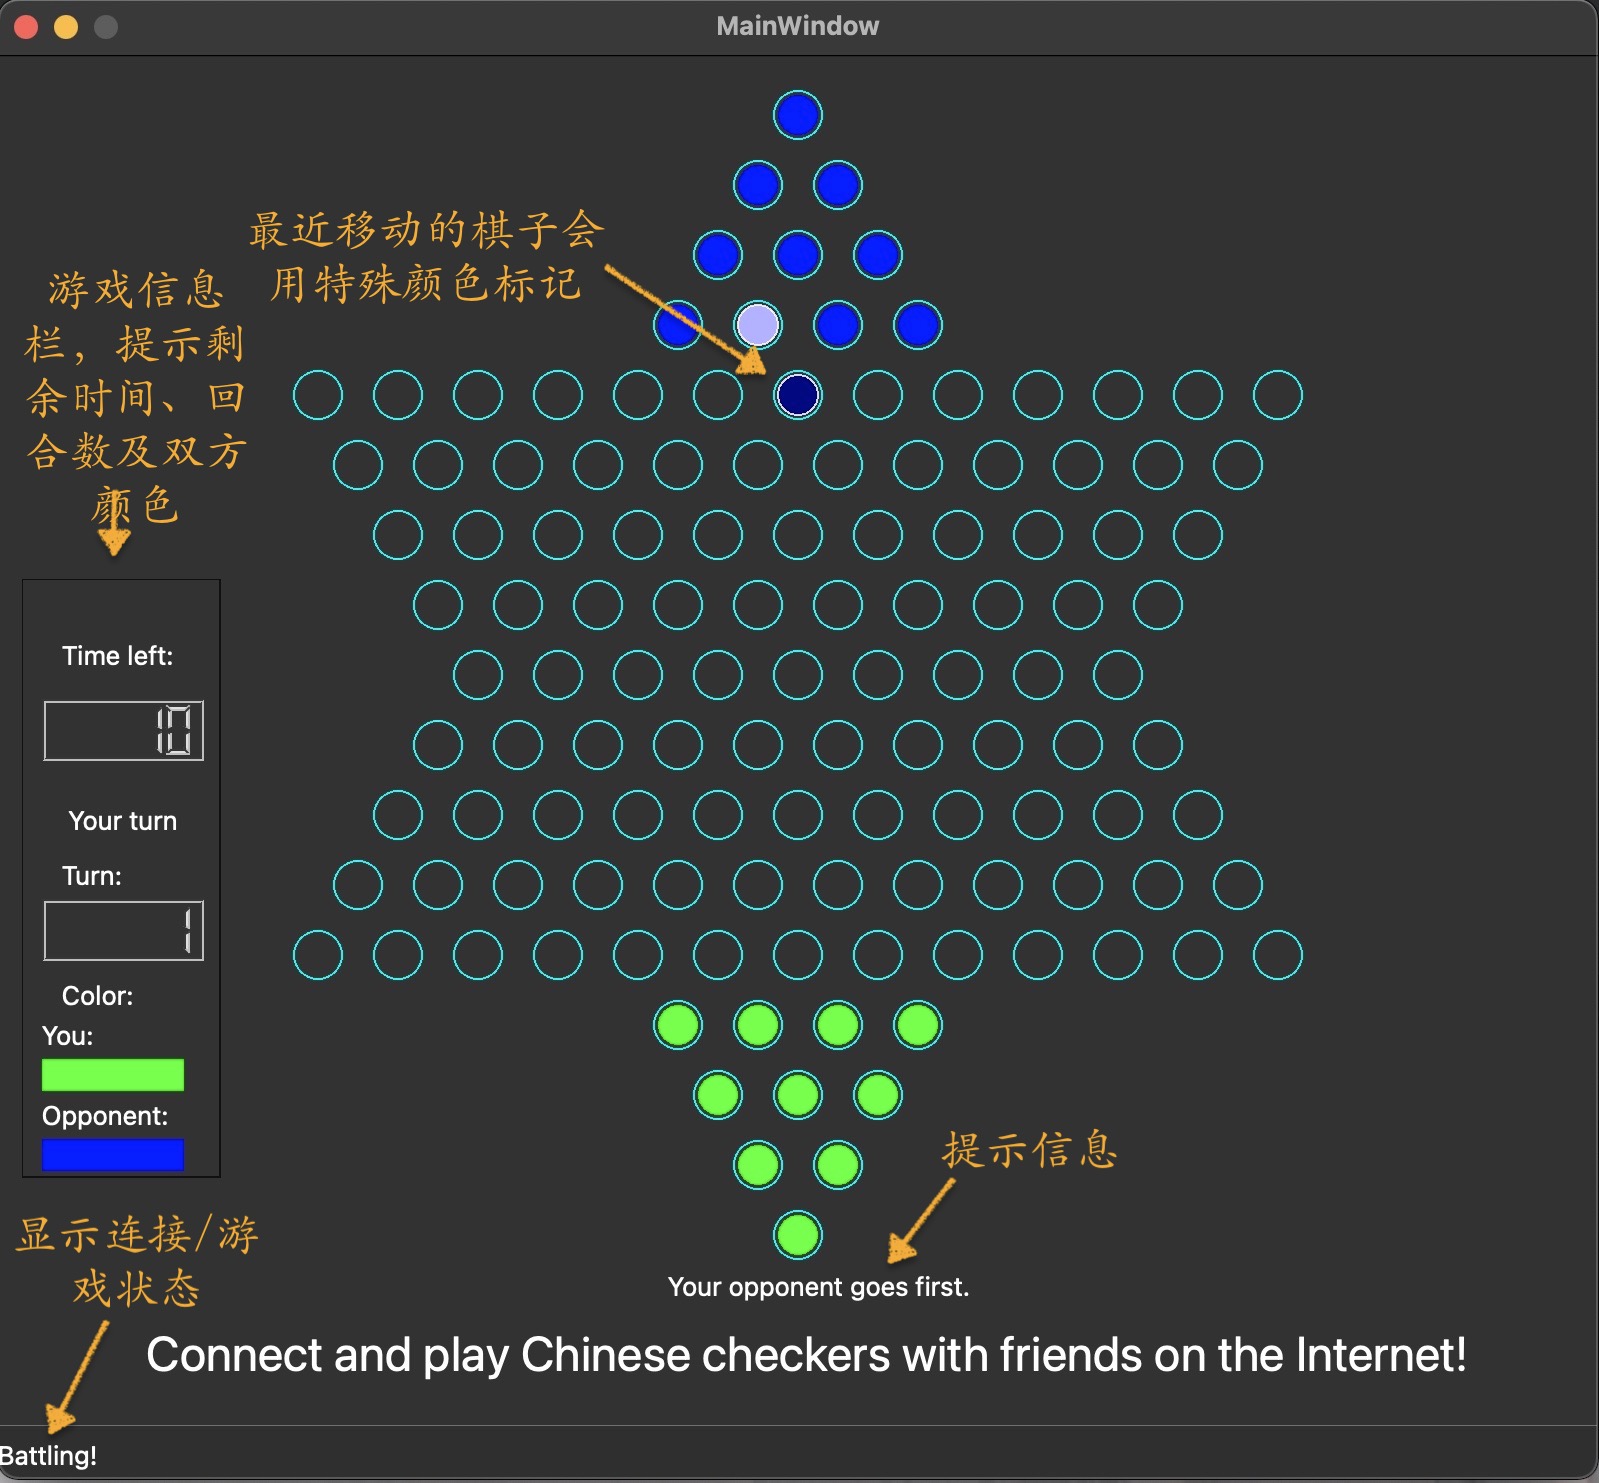 MainWindow
最近移动的棋子会
用特殊颜色标记
游戏信息
栏，提示剩
余时间、回
合数及双方
颜色
Time left:
10
Your turn
Turn:
1
Color:
You:
Opponent:
提示信息
显示连接/游
戏状态
Your opponent goes first.
Connect and play Chinese checkers with friends on the Internet!
Battling!